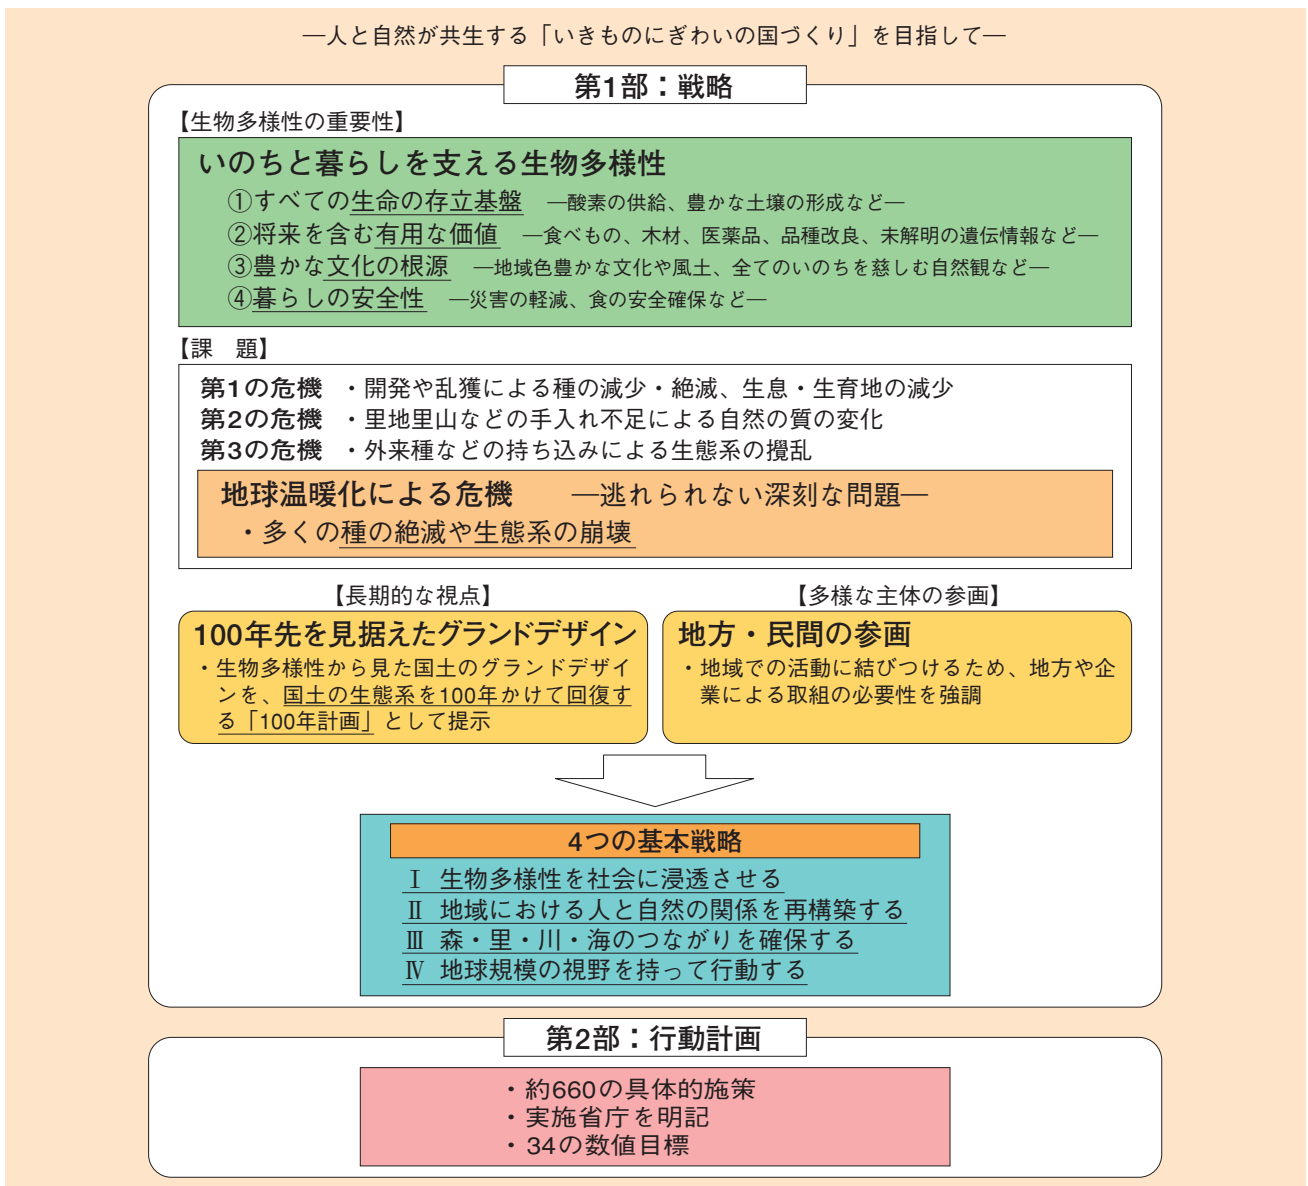 ―人と自然が共生する「いきものにぎわいの国づくり」を目指して―
第1部：戦略
【生物多様性の重要性】
いのちと暮らしを支える生物多様性
①すべての生命の存立基盤　―酸素の供給、豊かな土壌の形成など―
②将来を含む有用な価値　―食べもの、木材、医薬品、品種改良、未解明の遺伝情報など―
③豊かな文化の根源　―地域色豊かな文化や風土、全てのいのちを慈しむ自然観など―
④暮らしの安全性　―災害の軽減、食の安全確保など―
【課　題】
第1の危機　・開発や乱獲による種の減少・絶滅、生息・生育地の減少
第2の危機　・里地里山などの手入れ不足による自然の質の変化
第3の危機　・外来種などの持ち込みによる生態系の攪乱
地球温暖化による危機　―逃れられない深刻な問題―
・多くの種の絶滅や生態系の崩壊
【長期的な視点】
100年先を見据えたグランドデザイン
・生物多様性から見た国土のグランドデザイ
ンを、国土の生態系を100年かけて回復す
る「100年計画」として提示
【多様な主体の参画】
地方・民間の参画
・地域での活動に結びつけるため、地方や企
業による取組の必要性を強調
4つの基本戦略
Ⅰ　生物多様性を社会に浸透させる
Ⅱ　地域における人と自然の関係を再構築する
Ⅲ　森・里・川・海のつながりを確保する
Ⅳ　地球規模の視野を持って行動する
第2部：行動計画
・約660の具体的施策
・実施省庁を明記
・34の数値目標